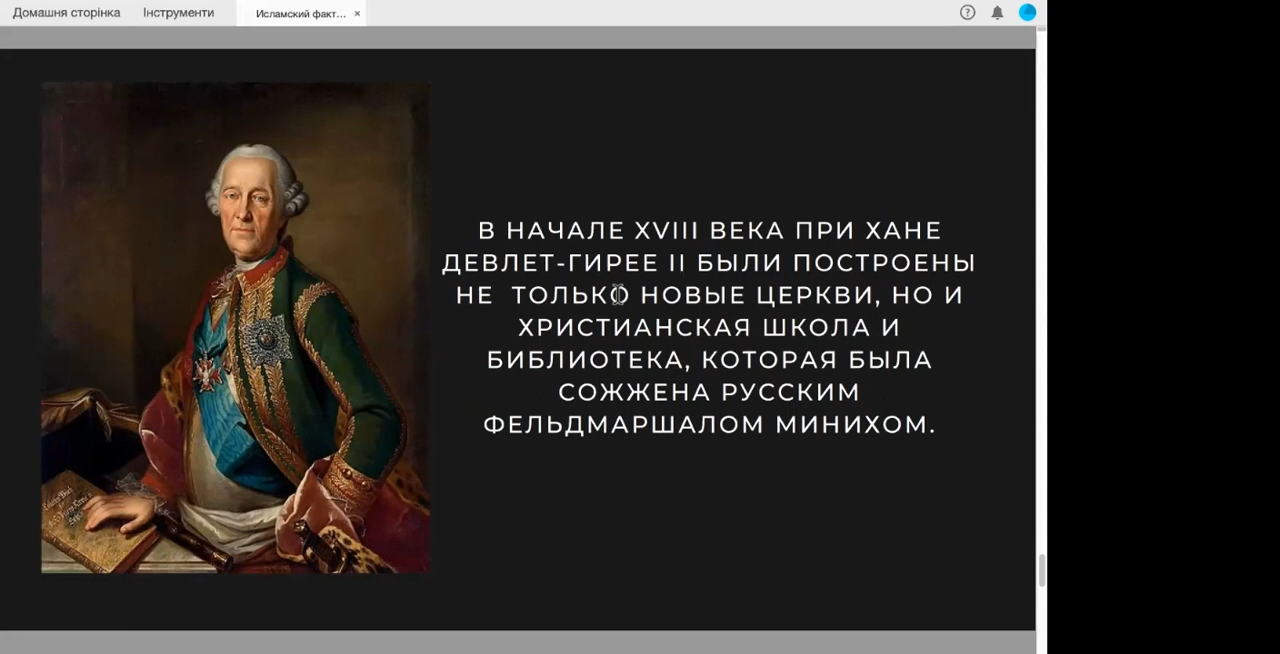 Домашня сторінка Інструменти Исламский факт... ×
В НАЧАЛЕ XVIII ВЕКА ПРИ ХАНЕ
ДЕВЛЕТ-ГИРЕЕ II БЫЛИ ПОСТРОЕНЫ
НЕ ТОЛЬКО НОВЫЕ ЦЕРКВИ, НО И
ХРИСТИАНСКАЯ ШКОЛА И
БИБЛИОТЕКА, КОТОРАЯ БЫЛА
СОЖЖЕНА РУССКИМ
ФЕЛЬДМАРШАЛОМ МИНИХОМ.